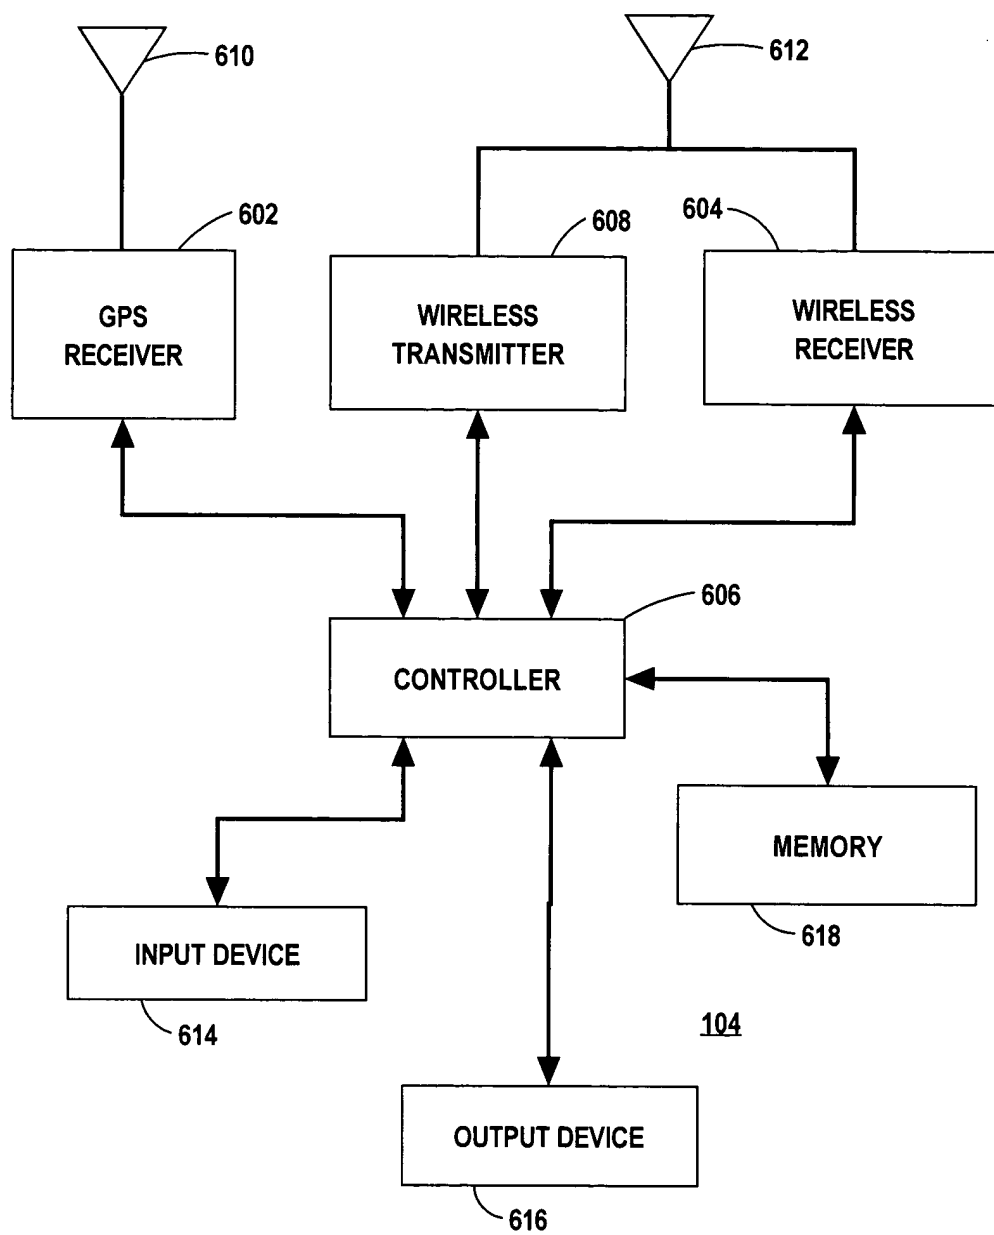 610
612
602
608
604
GPS
RECEIVER
WIRELESS
TRANSMITTER
WIRELESS
RECEIVER
606
CONTROLLER
MEMORY
618
INPUT DEVICE
614
104
OUTPUT DEVICE
616